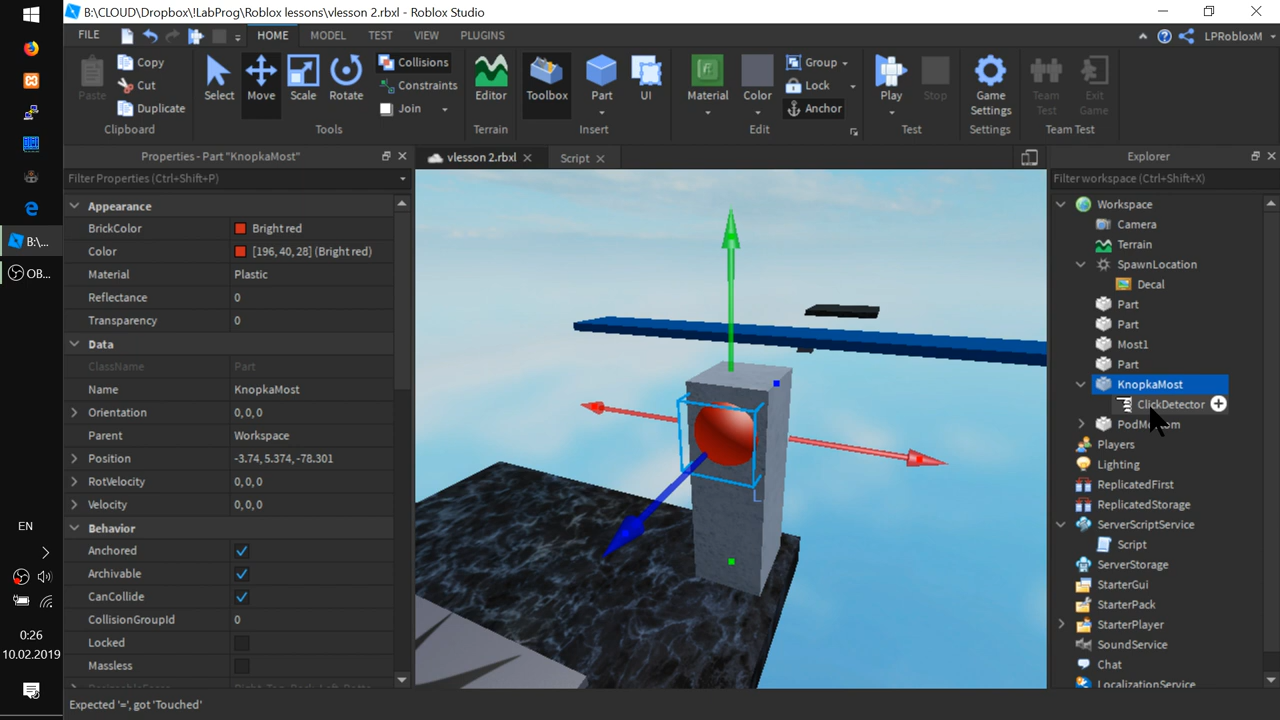 B:\CLOUD\Dropbox\!LabProg\Roblox lessons\vlesson 2.rbxl - Roblox Studio
FILE HOME MODEL TEST VIEW PLUGINS LPRobloxM
Paste
Copy
Cut
Duplicate
Clipboard
Select Move Scale Rotate
Collisions
Constraints
Join
Tools
Editor
Terrain
Toolbox Part UI
Insert
Material Color
Group
Lock
Anchor
Edit
Play Stop
Test
Game
Settings
Settings
Team
Test
Exit
Game
Team Test
Properties - Part "KnopkaMost"
Filter Properties (Ctrl+Shift+P)
Appearance
BrickColor Bright red
Color [196, 40, 28] (Bright red)
Material Plastic
Reflectance 0
Transparency 0
Data
ClassName Part
Name KnopkaMost
Orientation 0, 0, 0
Parent Workspace
Position -3.74, 5.374, -78.301
RotVelocity 0, 0, 0
Velocity 0, 0, 0
Behavior
Anchored
Archivable
CanCollide
CollisionGroupId 0
Locked
Massless
vlesson 2.rbxl Script
L
Explorer
Filter workspace (Ctrl+Shift+X)
Workspace
Camera
Terrain
SpawnLocation
Decal
Part
Part
Most1
Part
KnopkaMost
ClickDetector
Players
Lighting
ReplicatedFirst
ReplicatedStorage
ServerScriptService
Script
ServerStorage
StarterGui
StarterPack
StarterPlayer
SoundService
Chat
LocalizationService
Expected '=', got 'Touched'
B:\...
OB...
EN
0:26
10.02.2019